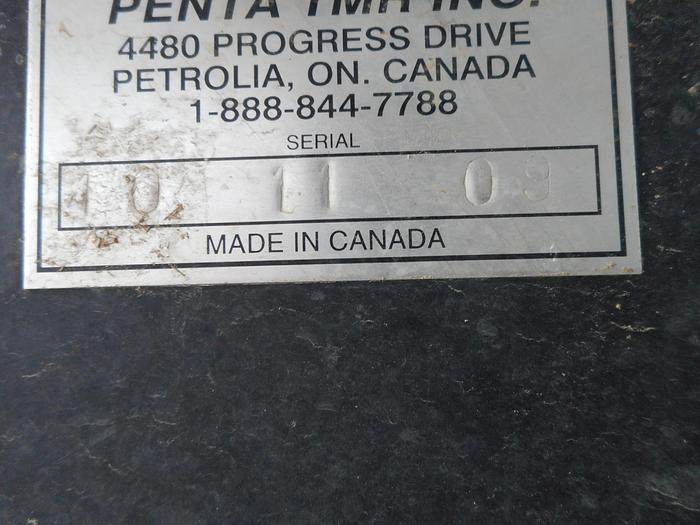 PENTA TMR INC.
4480 PROGRESS DRIVE
PETROLIA, ON. CANADA
1-888-844-7788
SERIAL
10 11 09
MADE IN CANADA